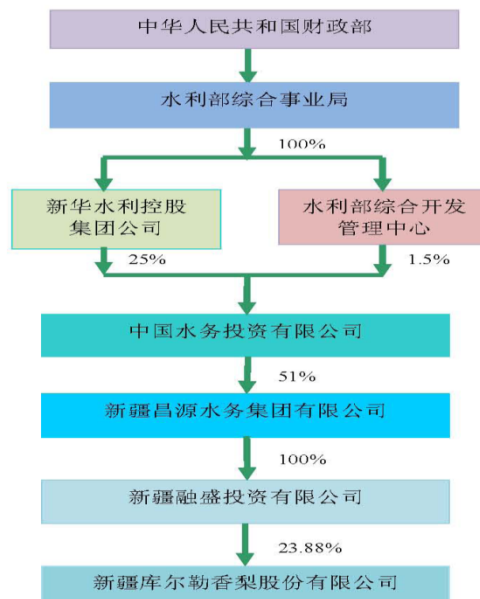 中华人民共和国财政部
水利部综合事业局
100%
新华水利控股
集团公司
水利部综合开发
管理中心
25%
1.5%
中国水务投资有限公司
51%
新疆昌源水务集团有限公司
100%
新疆融盛投资有限公司
23.88%
新疆库尔勒香梨股份有限公司